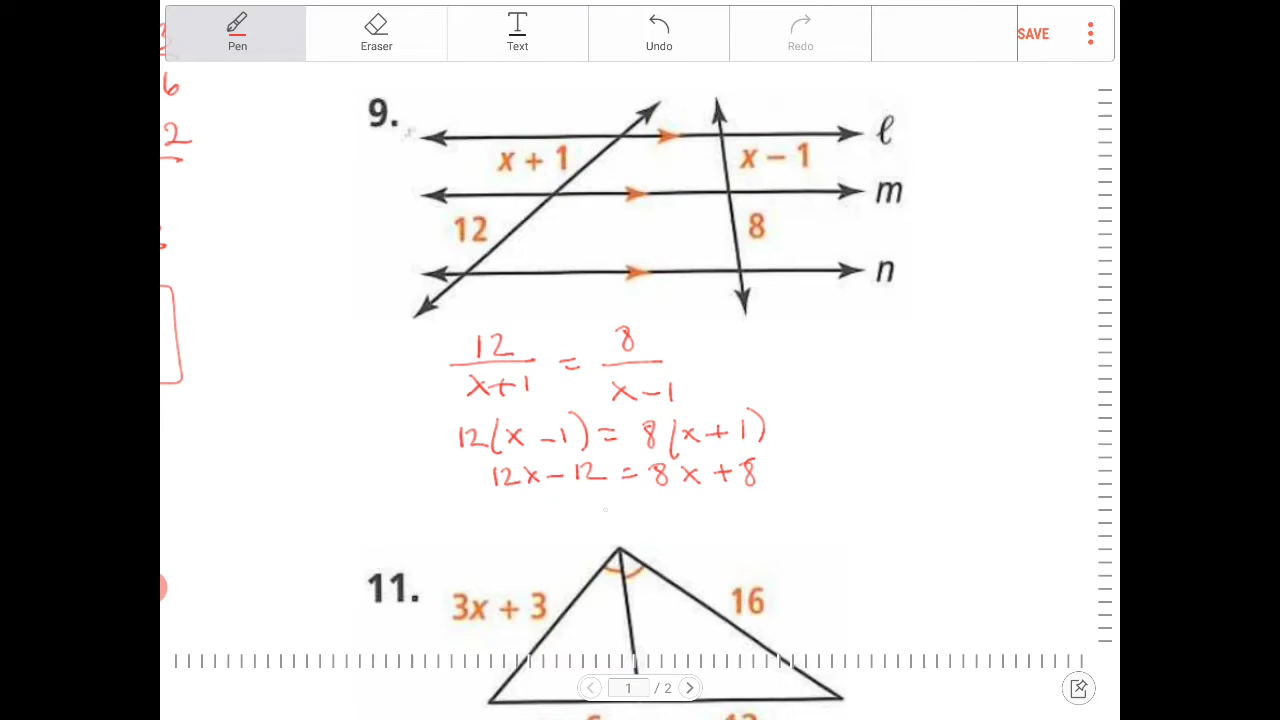 Pen Eraser Text Undo Redo SAVE
6
2
9.
ℓ
x + 1 x − 1
m
12 8
n
12/x+1 = 8/x−1
12(x −1) = 8(x + 1)
12x − 12 = 8x + 8
11.
3x + 3 16
1 / 2